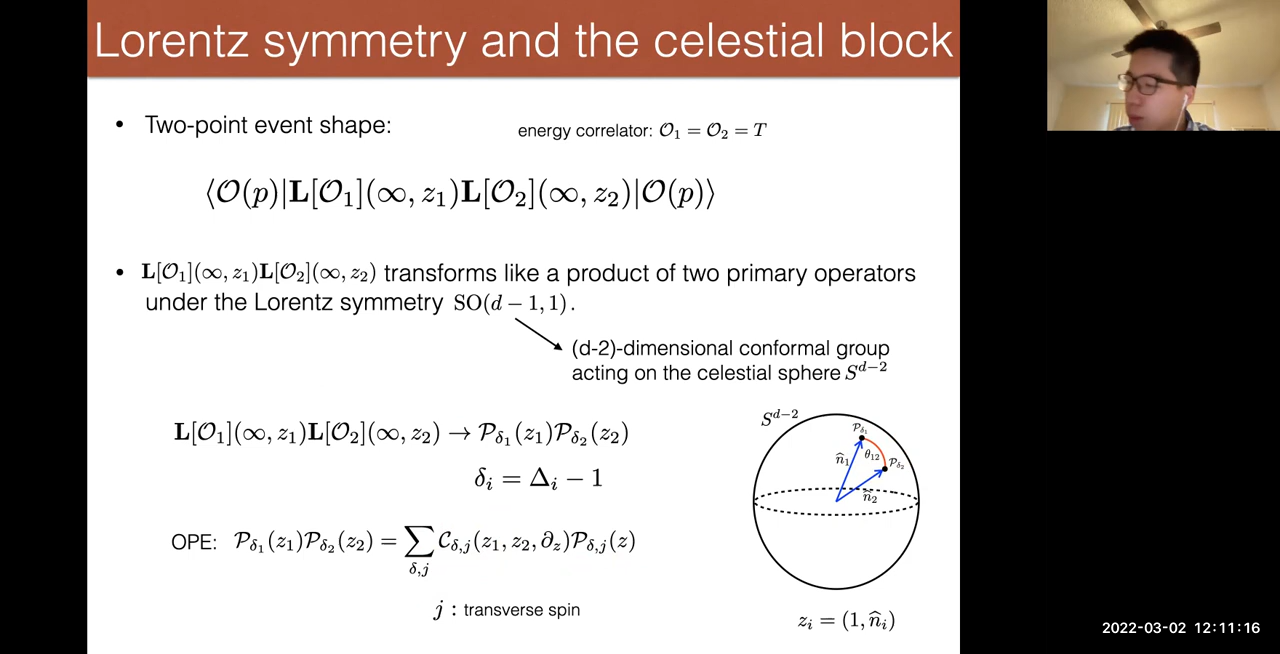 Lorentz symmetry and the celestial block
• Two-point event shape:
energy correlator: 𝒪₁ = 𝒪₂ = T
⟨𝒪(p)|𝐋[𝒪₁](∞, z₁)𝐋[𝒪₂](∞, z₂)|𝒪(p)⟩
• 𝐋[𝒪₁](∞, z₁)𝐋[𝒪₂](∞, z₂) transforms like a product of two primary operators
under the Lorentz symmetry SO(d − 1, 1).
(d-2)-dimensional conformal group
acting on the celestial sphere S^{d−2}
𝐋[𝒪₁](∞, z₁)𝐋[𝒪₂](∞, z₂) → 𝒫_{δ₁}(z₁)𝒫_{δ₂}(z₂)
δᵢ = Δᵢ − 1
OPE: 𝒫_{δ₁}(z₁)𝒫_{δ₂}(z₂) = ∑_{δ,j} 𝒞_{δ,j}(z₁, z₂, ∂_z)𝒫_{δ,j}(z)
j : transverse spin
S^{d−2}
𝒫_{δ₁}
n̂₁ θ₁₂ 𝒫_{δ₂}
n̂₂
zᵢ = (1, n̂ᵢ)
2022-03-02 12:11:16